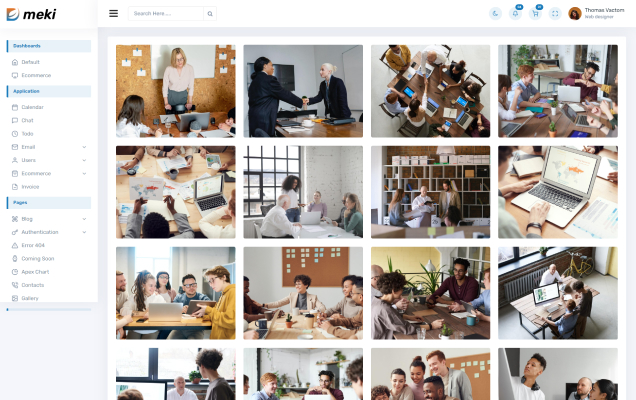 meki
Search Here ....
Thomas Vactom
Web designer
Dashboards
Default
Ecommerce
Application
Calendar
Chat
Todo
Email
Users
Ecommerce
Invoice
Pages
Blog
Authentication
Error 404
Coming Soon
Apex Chart
Contacts
Gallery